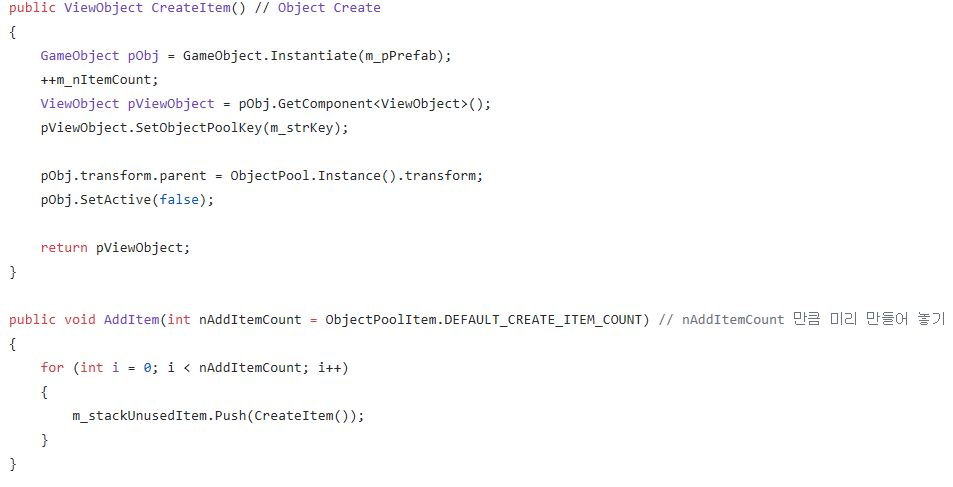 public ViewObject CreateItem() // Object Create
{
    GameObject pObj = GameObject.Instantiate(m_pPrefab);
    ++m_nItemCount;
    ViewObject pViewObject = pObj.GetComponent<ViewObject>();
    pViewObject.SetObjectPoolKey(m_strKey);

    pObj.transform.parent = ObjectPool.Instance().transform;
    pObj.SetActive(false);

    return pViewObject;
}

public void AddItem(int nAddItemCount = ObjectPoolItem.DEFAULT_CREATE_ITEM_COUNT) // nAddItemCount 만큼 미리 만들어 놓기
{
    for (int i = 0; i < nAddItemCount; i++)
    {
        m_stackUnusedItem.Push(CreateItem());
    }
}